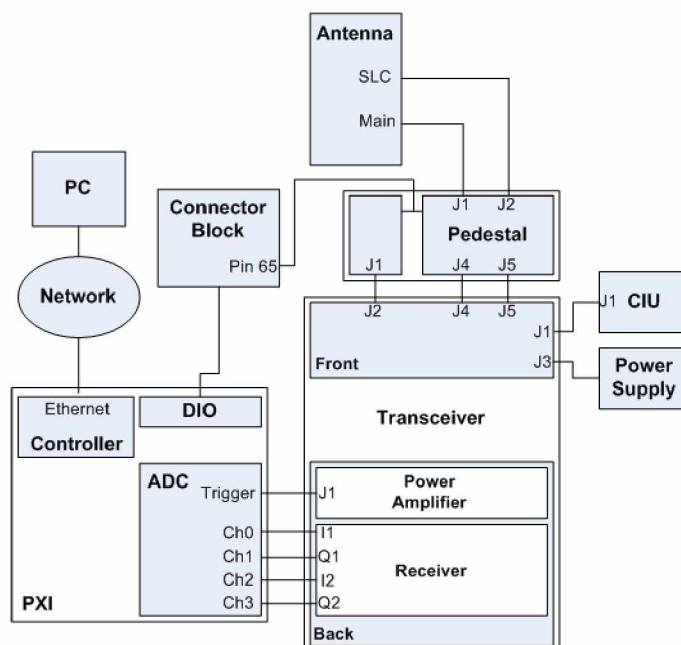 Antenna
SLC
Main
PC
Connector
Block
Pin 65
J1 J2
Pedestal
J1 J4 J5
Network
J2 J4 J5
J1
J3
Front
J1 CIU
Power
Supply
Transceiver
Ethernet
Controller
DIO
ADC
Trigger
Ch0
Ch1
Ch2
Ch3
PXI
J1
Power
Amplifier
I1
Q1
I2
Q2
Receiver
Back